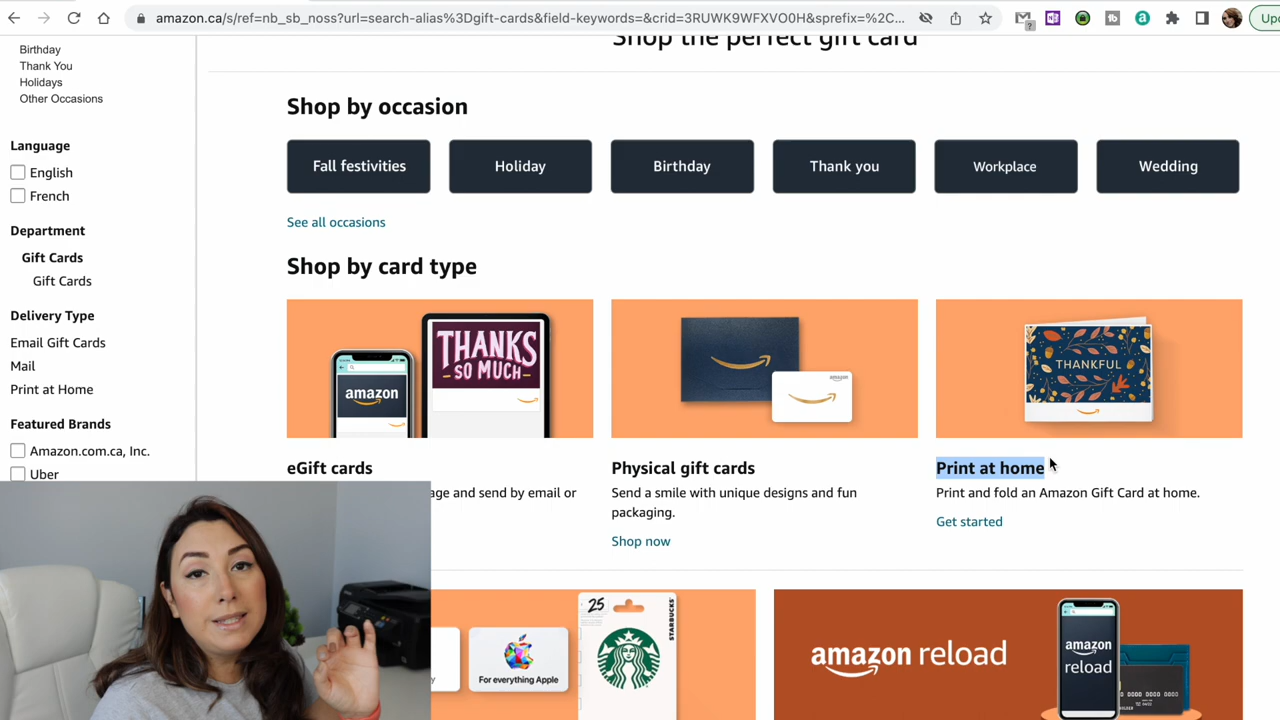 amazon.ca/s/ref=nb_sb_noss?url=search-alias%3Dgift-cards&field-keywords=&crid=3RUWK9WFXVO0H&sprefix=%2C...
Shop the perfect gift card
Birthday
Thank You
Holidays
Other Occasions
Language
English
French
Department
Gift Cards
Gift Cards
Delivery Type
Email Gift Cards
Mail
Print at Home
Featured Brands
Amazon.com.ca, Inc.
Uber
Shop by occasion
Fall festivities
Holiday
Birthday
Thank you
Workplace
Wedding
See all occasions
Shop by card type
amazon
THANKS
SO MUCH
amazon
THANKFUL
eGift cards
age and send by email or
Physical gift cards
Send a smile with unique designs and fun
packaging.
Shop now
Print at home
Print and fold an Amazon Gift Card at home.
Get started
For everything Apple
25
STARBUCKS
amazon reload
amazon
reload